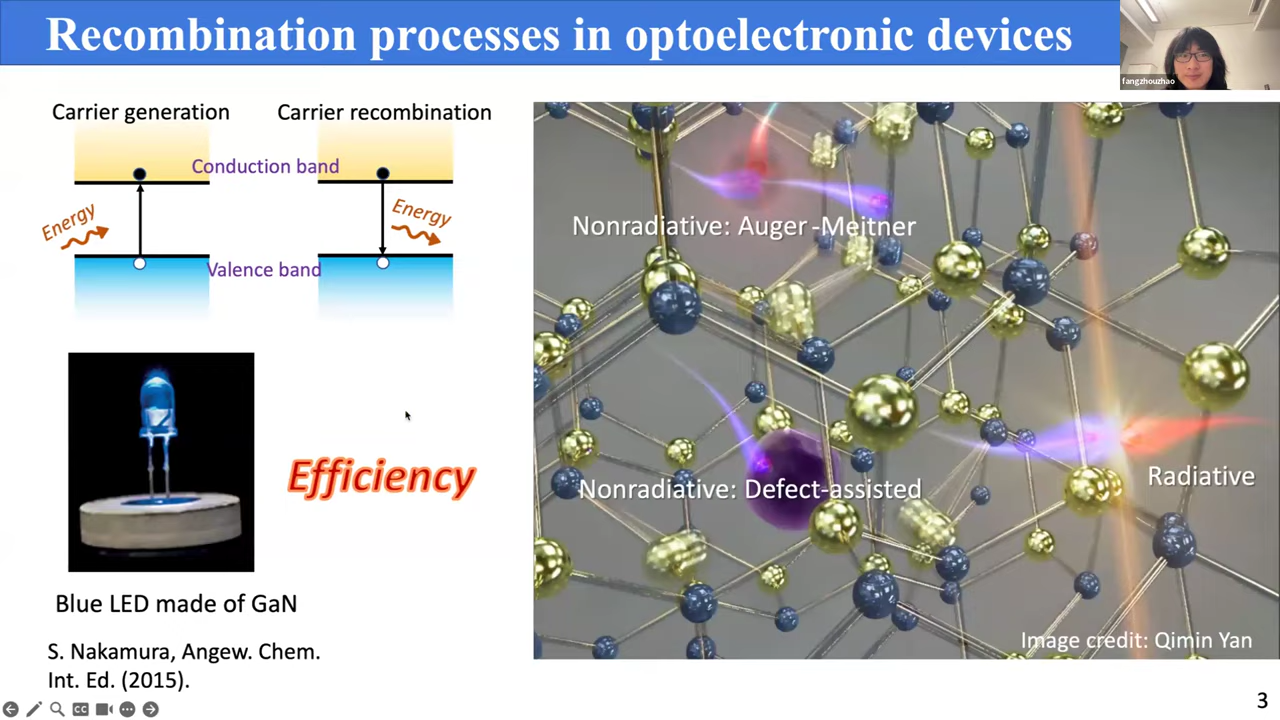 Recombination processes in optoelectronic devices
fangzhouzhao
Carrier generation
Carrier recombination
Conduction band
Energy
Energy
Valence band
Nonradiative: Auger-Meitner
Nonradiative: Defect-assisted
Radiative
Efficiency
Blue LED made of GaN
S. Nakamura, Angew. Chem.
Int. Ed. (2015).
Image credit: Qimin Yan
CC
3